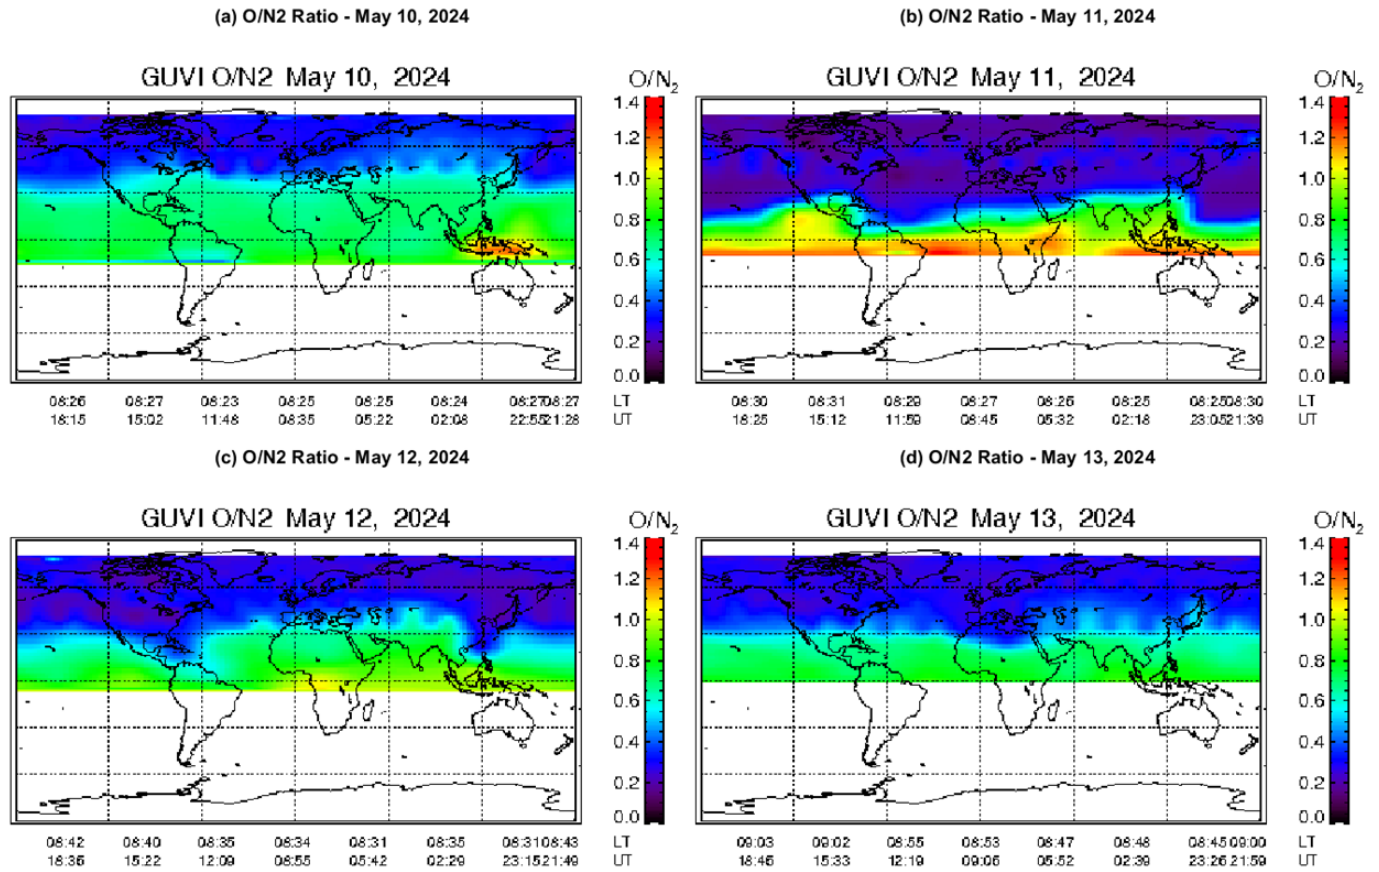 (a) O/N2 Ratio - May 10, 2024
(b) O/N2 Ratio - May 11, 2024
GUVI O/N2 May 10, 2024
O/N2
GUVI O/N2 May 11, 2024
O/N2
1.4
1.2
1.0
0.8
0.6
0.4
0.2
0.0
1.4
1.2
1.0
0.8
0.6
0.4
0.2
0.0
08:26 08:27 08:23 08:25 08:25 08:24 08:27 08:27 LT
18:15 15:02 11:48 08:35 05:22 02:08 22:55 21:28 UT
08:30 08:31 08:29 08:27 08:26 08:25 08:25 08:30 LT
18:25 15:12 11:59 08:45 05:32 02:18 23:05 21:39 UT
(c) O/N2 Ratio - May 12, 2024
(d) O/N2 Ratio - May 13, 2024
GUVI O/N2 May 12, 2024
O/N2
GUVI O/N2 May 13, 2024
O/N2
1.4
1.2
1.0
0.8
0.6
0.4
0.2
0.0
1.4
1.2
1.0
0.8
0.6
0.4
0.2
0.0
08:42 08:40 08:35 08:34 08:31 08:35 08:31 08:43 LT
18:36 15:22 12:09 08:55 05:42 02:29 23:15 21:49 UT
09:03 09:02 08:55 08:53 08:47 08:48 08:45 09:00 LT
18:46 15:33 12:19 09:06 05:52 02:39 23:26 21:59 UT